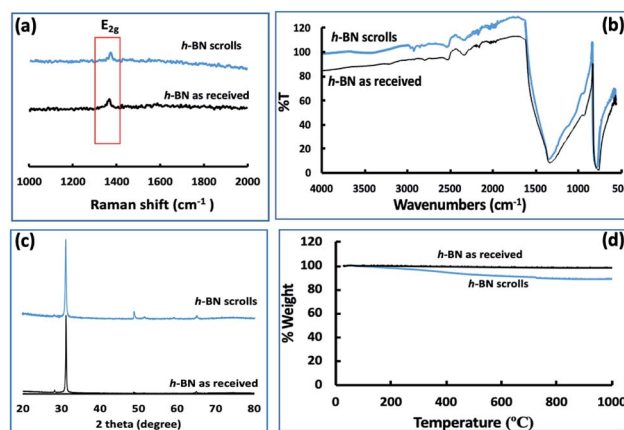 (a)
E2g
h-BN scrolls
h-BN as received
1000 1200 1400 1600 1800 2000
Raman shift (cm-1)
(b)
120
100
80
60
40
20
0
%T
h-BN scrolls
h-BN as received
4000 3500 3000 2500 2000 1500 1000 500
Wavenumbers (cm-1)
(c)
h-BN scrolls
h-BN as received
20 30 40 50 60 70 80
2 theta (degree)
(d)
120
100
80
60
40
20
0
% Weight
h-BN as received
h-BN scrolls
0 200 400 600 800 1000
Temperature (°C)